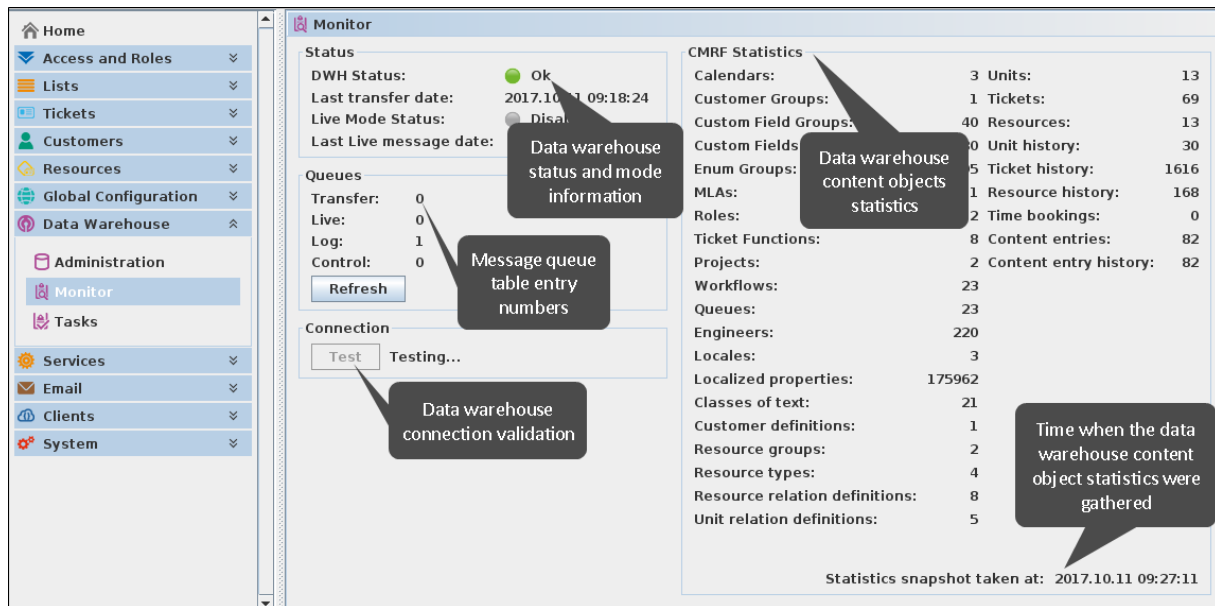 Home
Access and Roles
Lists
Tickets
Customers
Resources
Global Configuration
Data Warehouse
Administration
Monitor
Tasks
Services
Email
Clients
System
Monitor
Status
DWH Status: Ok
Last transfer date: 2017.10.11 09:18:24
Live Mode Status:
Last Live message date:
Data warehouse
status and mode
information
Queues
Transfer: 0
Live: 0
Log: 1
Control: 0
Refresh
Message queue
table entry
numbers
Connection
Test Testing...
Data warehouse
connection validation
CMRF Statistics
Calendars: 3 Units: 13
Customer Groups: 1 Tickets: 69
Custom Field Groups: 40 Resources: 13
Custom Fields Unit history: 30
Enum Groups: Ticket history: 1616
MLAs: 1 Resource history: 168
Roles: 2 Time bookings: 0
Ticket Functions: 8 Content entries: 82
Projects: 2 Content entry history: 82
Workflows: 23
Queues: 23
Engineers: 220
Locales: 3
Localized properties: 175962
Classes of text: 21
Customer definitions: 1
Resource groups: 2
Resource types: 4
Resource relation definitions: 8
Unit relation definitions: 5
Data warehouse
content objects
statistics
Time when the data
warehouse content
object statistics were
gathered
Statistics snapshot taken at: 2017.10.11 09:27:11